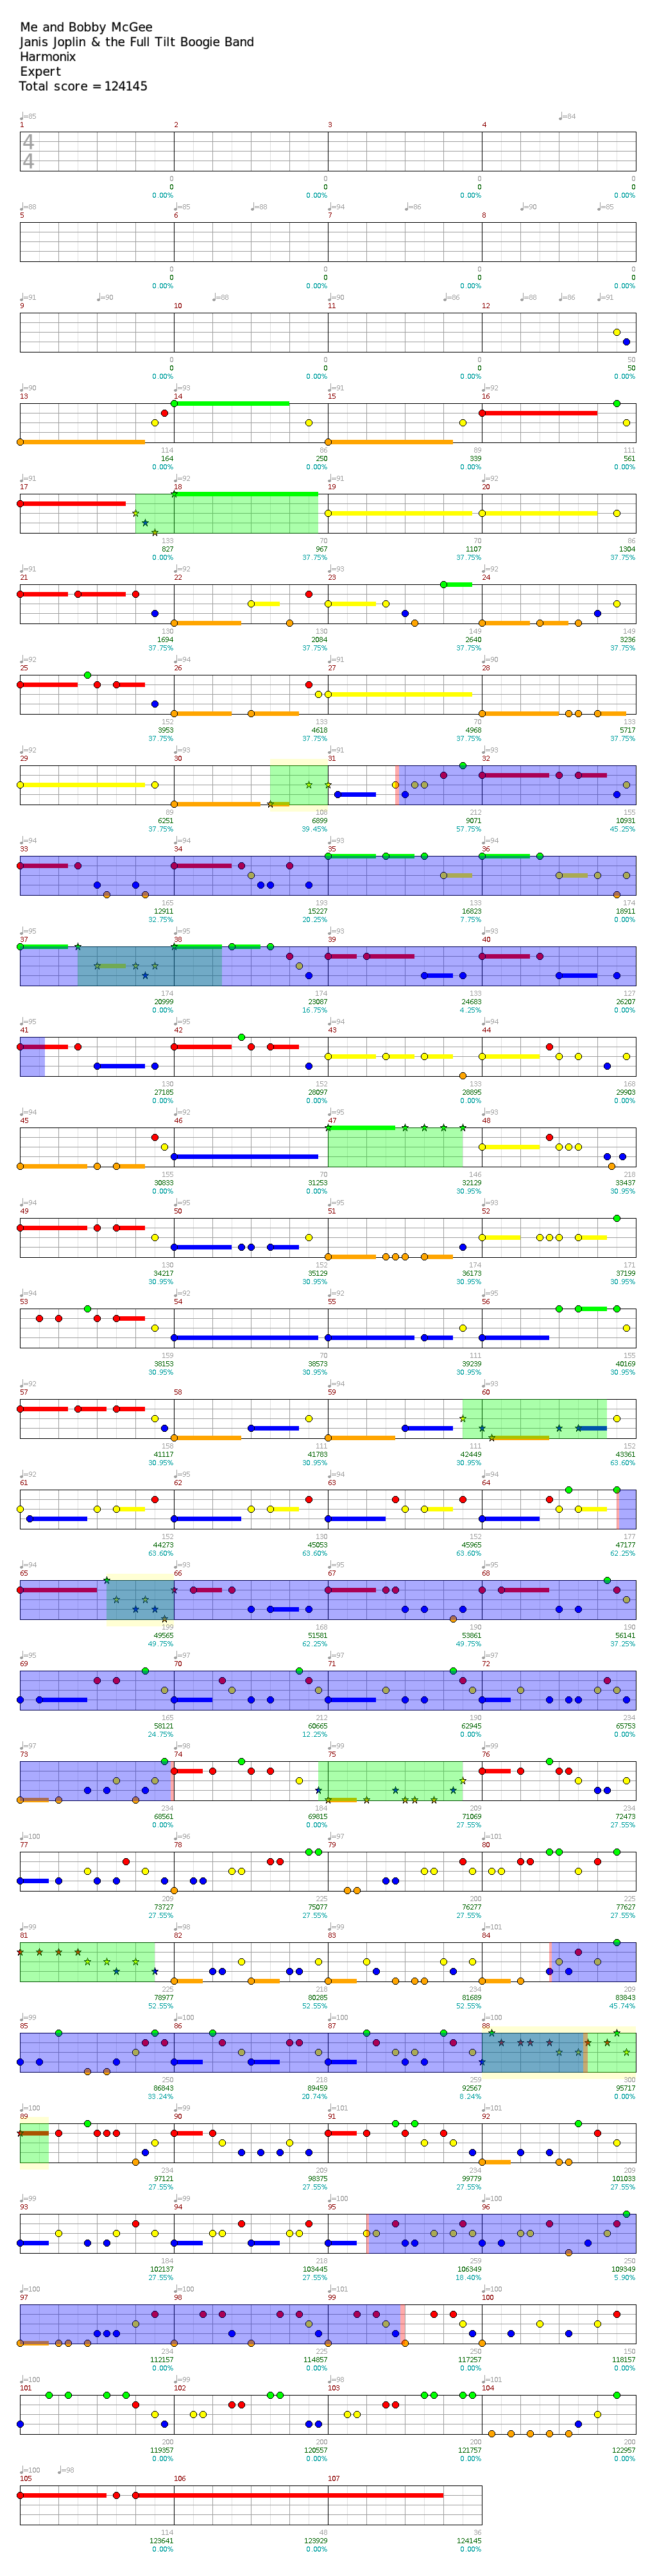 Me and Bobby McGee
Janis Joplin & the Full Tilt Boogie Band
Harmonix
Expert
Total score = 124145
♩=85 ♩=84
1 2 3 4
4
4
0 0 0 0
0 0 0 0
0.00% 0.00% 0.00% 0.00%
♩=88 ♩=85 ♩=88 ♩=94 ♩=86 ♩=90 ♩=85
5 6 7 8
0 0 0 0
0 0 0 0
0.00% 0.00% 0.00% 0.00%
♩=91 ♩=90 ♩=88 ♩=90 ♩=86 ♩=88 ♩=86 ♩=91
9 10 11 12
0 0 0 50
0 0 0 50
0.00% 0.00% 0.00% 0.00%
♩=90 ♩=93 ♩=91 ♩=92
13 14 15 16
114 86 89 111
164 250 339 561
0.00% 0.00% 0.00% 0.00%
♩=91 ♩=92 ♩=91 ♩=92
17 18 19 20
133 70 70 86
827 967 1107 1304
0.00% 37.75% 37.75% 37.75%
♩=91 ♩=92 ♩=91 ♩=92
21 22 23 24
130 130 149 149
1694 2084 2640 3236
37.75% 37.75% 37.75% 37.75%
♩=92 ♩=94 ♩=91 ♩=90
25 26 27 28
152 133 70 133
3953 4618 4968 5717
37.75% 37.75% 37.75% 37.75%
♩=92 ♩=93 ♩=91 ♩=92
29 30 31 32
89 108 212 155
6251 6899 9071 10931
37.75% 39.45% 57.75% 45.25%
♩=94 ♩=94 ♩=95 ♩=94
33 34 35 36
165 193 133 174
12911 15227 16823 18911
32.75% 20.25% 7.75% 0.00%
♩=95 ♩=94 ♩=95 ♩=94
37 38 39 40
174 174 133 127
20999 23087 24683 26207
0.00% 16.75% 4.25% 0.00%
♩=95 ♩=95 ♩=94 ♩=94
41 42 43 44
130 152 133 168
27185 28097 28895 29903
0.00% 0.00% 0.00% 0.00%
♩=94 ♩=92 ♩=95 ♩=93
45 46 47 48
155 70 146 218
30833 31253 32129 33437
0.00% 0.00% 30.95% 30.95%
♩=94 ♩=94 ♩=95 ♩=93
49 50 51 52
130 152 174 171
34217 35129 36173 37199
30.95% 30.95% 30.95% 30.95%
♩=93 ♩=94 ♩=92 ♩=95
53 54 55 56
159 70 111 155
38153 38573 39239 40169
30.95% 30.95% 30.95% 30.95%
♩=92 ♩=94 ♩=93
57 58 59 60
158 111 111 152
41117 41783 42449 43361
30.95% 30.95% 30.95% 63.60%
♩=92 ♩=95 ♩=93 ♩=94
61 62 63 64
152 130 152 177
44273 45053 45965 47177
63.60% 63.60% 63.60% 62.25%
♩=94 ♩=93 ♩=95 ♩=95
65 66 67 68
199 168 190 190
49565 51581 53861 56141
49.75% 62.25% 49.75% 37.25%
♩=95 ♩=97 ♩=97 ♩=97
69 70 71 72
165 212 190 234
58121 60665 62945 65753
24.75% 12.25% 0.00% 0.00%
♩=97 ♩=100 ♩=99 ♩=99
73 74 75 76
234 184 209 234
68561 69815 71069 72473
0.00% 0.00% 27.55% 27.55%
♩=100 ♩=96 ♩=99 ♩=101
77 78 79 80
209 225 200 225
73727 75077 76277 77627
27.55% 27.55% 27.55% 27.55%
♩=99 ♩=98 ♩=99 ♩=101
81 82 83 84
225 218 234 209
78977 80285 81689 83843
52.55% 52.55% 52.55% 45.74%
♩=99 ♩=100 ♩=100 ♩=100
85 86 87 88
250 218 259 300
86843 89459 92567 95717
33.24% 20.74% 8.24% 0.00%
♩=100 ♩=99 ♩=100 ♩=101
89 90 91 92
234 209 234 209
97121 98375 99779 101033
27.55% 27.55% 27.55% 27.55%
♩=99 ♩=99 ♩=100 ♩=100
93 94 95 96
184 218 259 250
102137 103445 106349 109349
27.55% 27.55% 18.40% 5.90%
♩=100 ♩=100 ♩=101
97 98 99 100
234 225 250 150
112157 114857 117257 118157
0.00% 0.00% 0.00% 0.00%
♩=100 ♩=99 ♩=98 ♩=101
101 102 103 104
200 200 200 200
119357 120557 121757 122957
0.00% 0.00% 0.00% 0.00%
♩=100 ♩=98
105 106 107
114 48 36
123641 123929 124145
0.00% 0.00% 0.00%